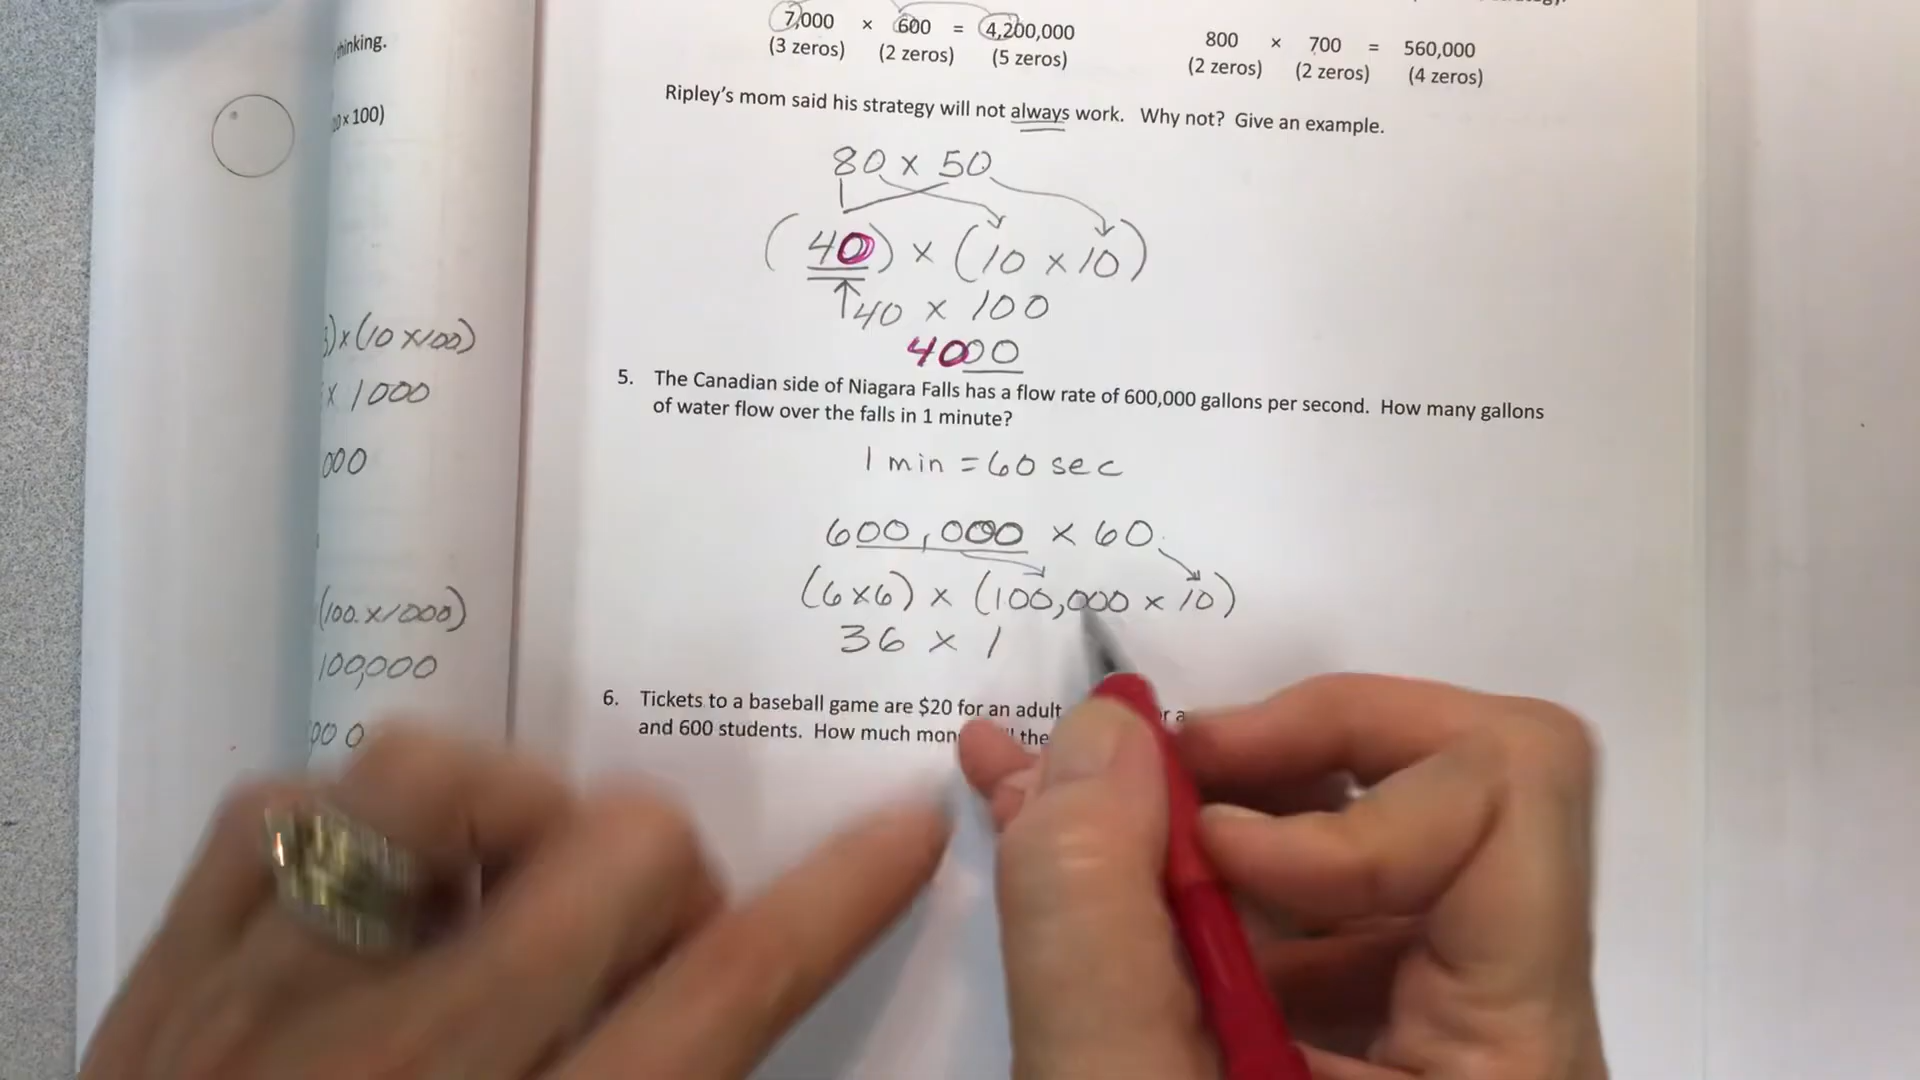 7,000 × 600 = 4,200,000
(3 zeros) (2 zeros) (5 zeros)
800 × 700 = 560,000
(2 zeros) (2 zeros) (4 zeros)
Ripley's mom said his strategy will not always work. Why not? Give an example.
80 x 50
(40) x (10 x 10)
40 x 100
4000
5. The Canadian side of Niagara Falls has a flow rate of 600,000 gallons per second. How many gallons
of water flow over the falls in 1 minute?
1 min = 60 sec
600,000 x 60
(6x6) x (100,000 x 10)
36 x 1
6. Tickets to a baseball game are $20 for an adult
and 600 students. How much the
x 100)
) x (10 x 100)
x 1000
000
(100. x 1000)
100,000
000